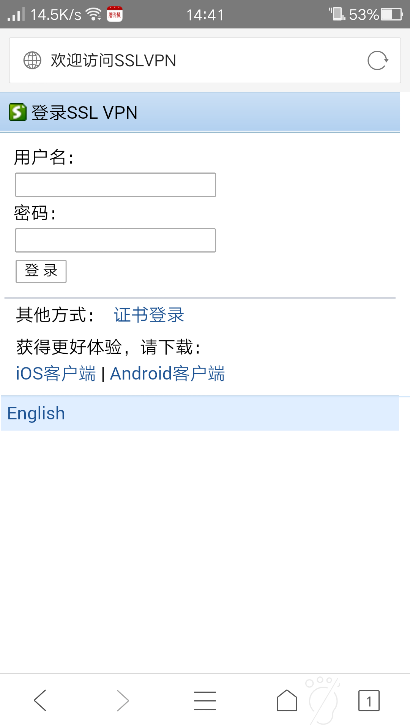 14.5K/s 14:41 53%
欢迎访问SSLVPN
登录SSL VPN
用户名：
密码：
登 录
其他方式： 证书登录
获得更好体验，请下载：
iOS客户端 | Android客户端
English
1